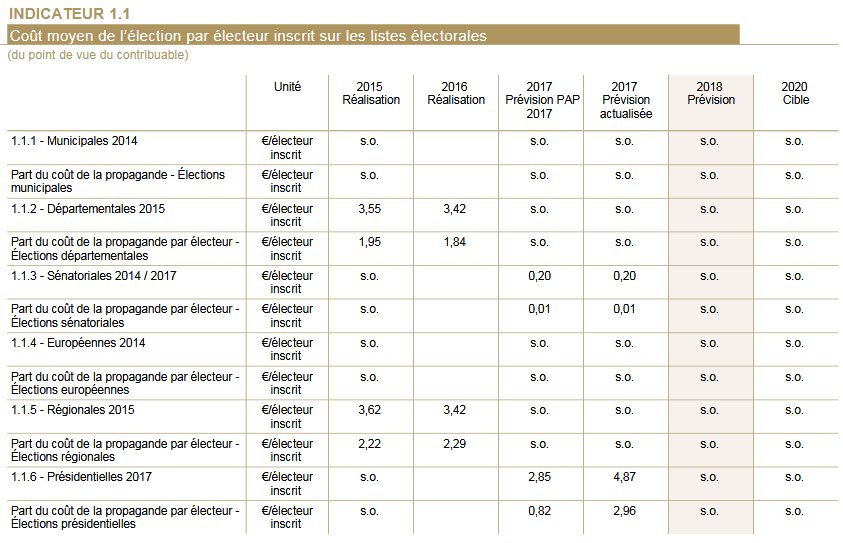 INDICATEUR 1.1
Coût moyen de l'élection par électeur inscrit sur les listes électorales
(du point de vue du contribuable)
Unité 2015 Réalisation 2016 Réalisation 2017 Prévision PAP 2017 2017 Prévision actualisée 2018 Prévision 2020 Cible
1.1.1 - Municipales 2014 €/électeur inscrit s.o. s.o. s.o. s.o. s.o.
Part du coût de la propagande - Élections municipales €/électeur inscrit s.o. s.o. s.o. s.o. s.o.
1.1.2 - Départementales 2015 €/électeur inscrit 3,55 3,42 s.o. s.o. s.o. s.o.
Part du coût de la propagande par électeur - Élections départementales €/électeur inscrit 1,95 1,84 s.o. s.o. s.o. s.o.
1.1.3 - Sénatoriales 2014 / 2017 €/électeur inscrit s.o. 0,20 0,20 s.o. s.o.
Part du coût de la propagande par électeur - Élections sénatoriales €/électeur inscrit s.o. 0,01 0,01 s.o. s.o.
1.1.4 - Européennes 2014 €/électeur inscrit s.o. s.o. s.o. s.o. s.o.
Part du coût de la propagande par électeur - Élections européennes €/électeur inscrit s.o. s.o. s.o. s.o. s.o.
1.1.5 - Régionales 2015 €/électeur inscrit 3,62 3,42 s.o. s.o. s.o. s.o.
Part du coût de la propagande par électeur - Élections régionales €/électeur inscrit 2,22 2,29 s.o. s.o. s.o. s.o.
1.1.6 - Présidentielles 2017 €/électeur inscrit s.o. 2,85 4,87 s.o. s.o.
Part du coût de la propagande par électeur - Élections présidentielles €/électeur inscrit s.o. 0,82 2,96 s.o. s.o.